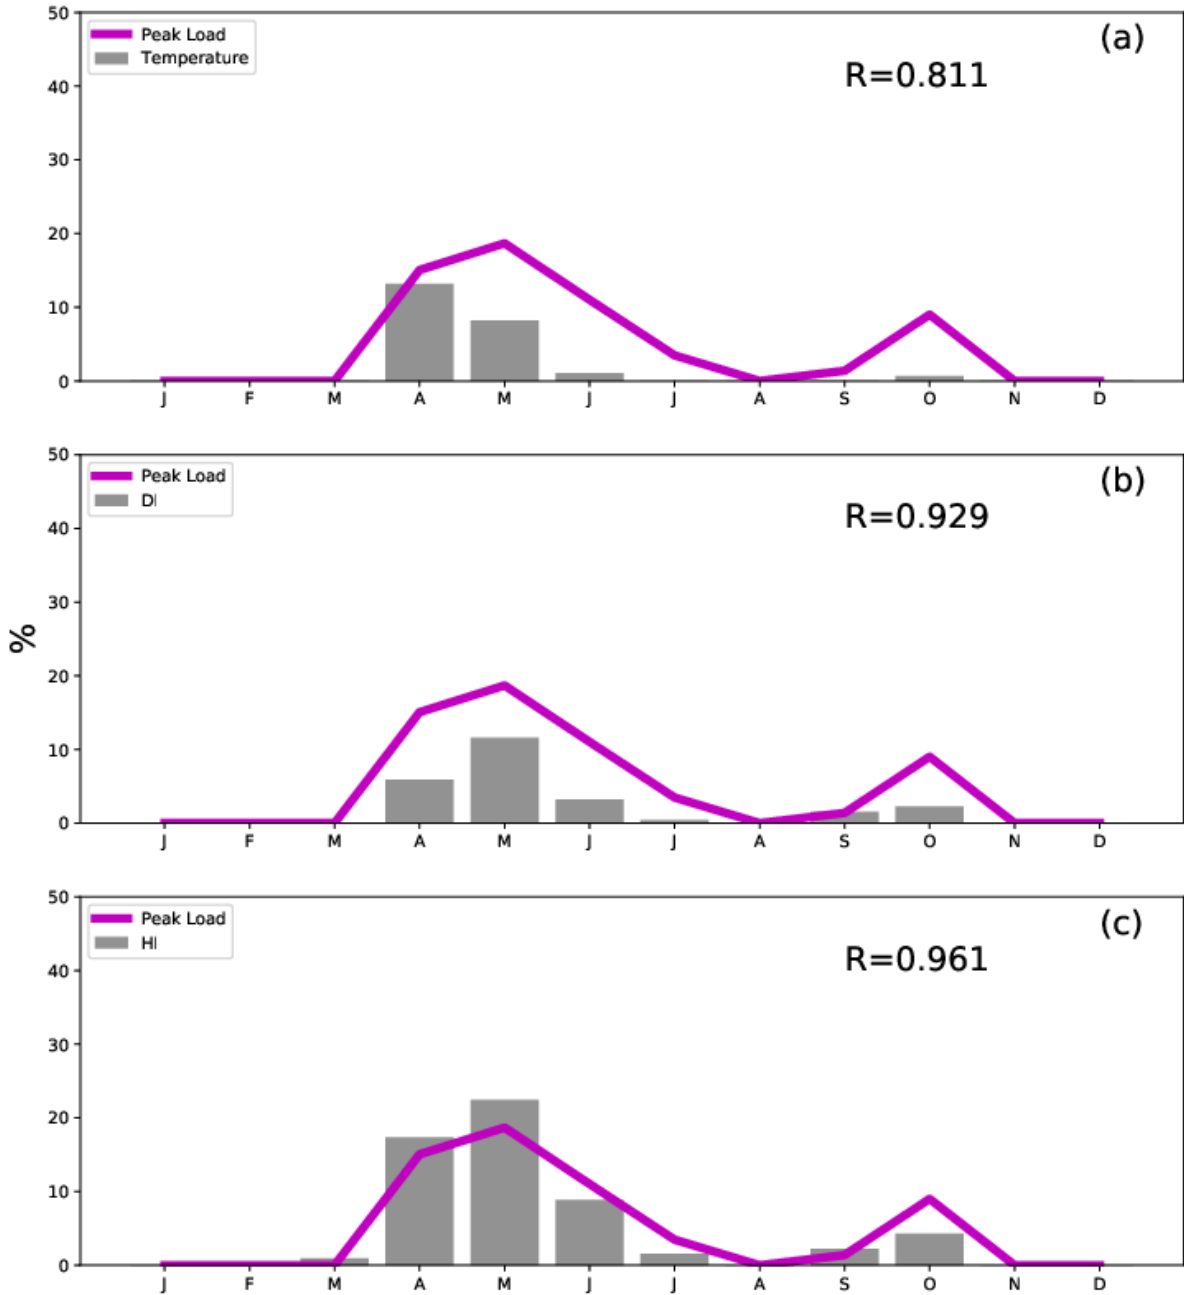 50
40
30
20
10
0
Peak Load
Temperature
(a)
R=0.811
J F M A M J J A S O N D
50
40
30
20
10
0
Peak Load
DI
(b)
R=0.929
J F M A M J J A S O N D
%
50
40
30
20
10
0
Peak Load
HI
(c)
R=0.961
J F M A M J J A S O N D